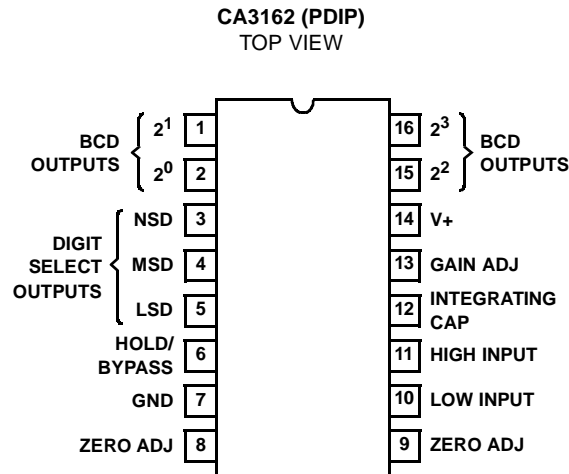 CA3162 (PDIP)
TOP VIEW
BCD
OUTPUTS
2¹ 1
2⁰ 2
DIGIT
SELECT
OUTPUTS
NSD 3
MSD 4
LSD 5
HOLD/
BYPASS 6
GND 7
ZERO ADJ 8
16 2³
15 2²
BCD
OUTPUTS
14 V+
13 GAIN ADJ
12 INTEGRATING
CAP
11 HIGH INPUT
10 LOW INPUT
9 ZERO ADJ